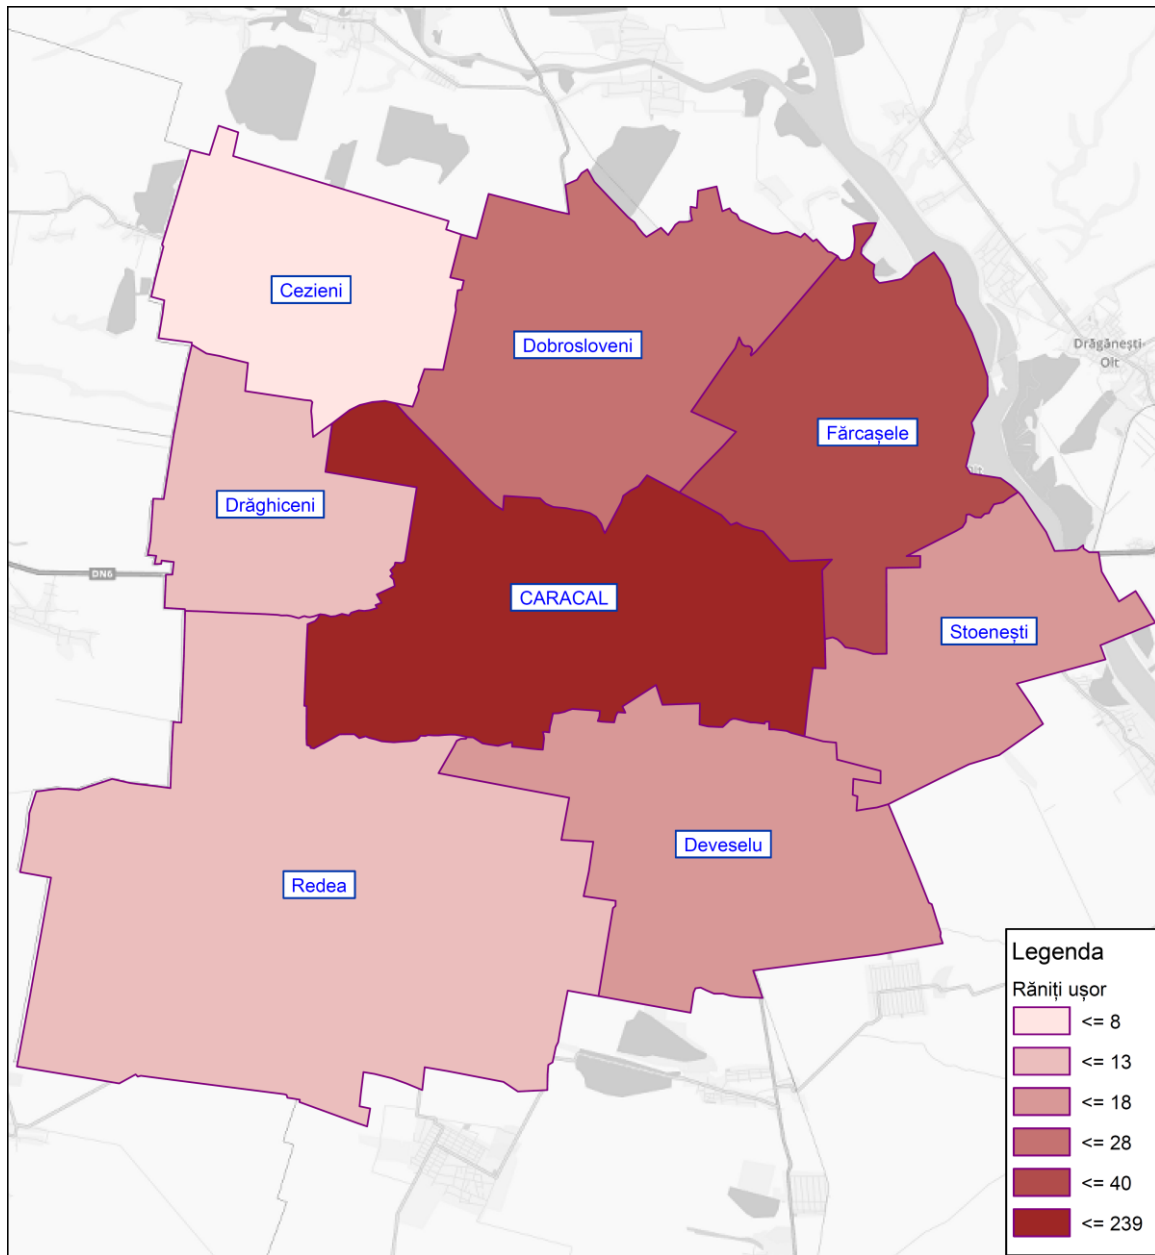 Cezieni
Dobrosloveni
Drăgănești-
Olt
Fărcașele
Drăghiceni
DN6
CARACAL
Stoenești
Deveselu
Redea
Legenda
Răniți ușor
<= 8
<= 13
<= 18
<= 28
<= 40
<= 239